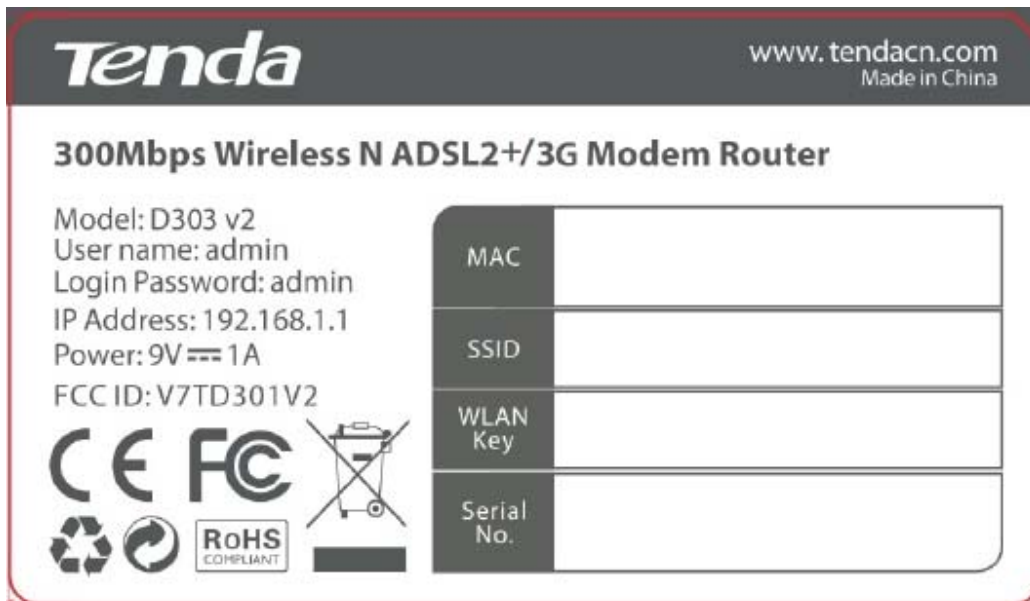 Tenda
www.tendacn.com
Made in China
300Mbps Wireless N ADSL2+/3G Modem Router
Model: D303 v2
User name: admin
Login Password: admin
IP Address: 192.168.1.1
Power: 9V⎓1A
FCC ID: V7TD301V2
CE FC
RoHS
COMPLIANT
MAC
SSID
WLAN
Key
Serial
No.